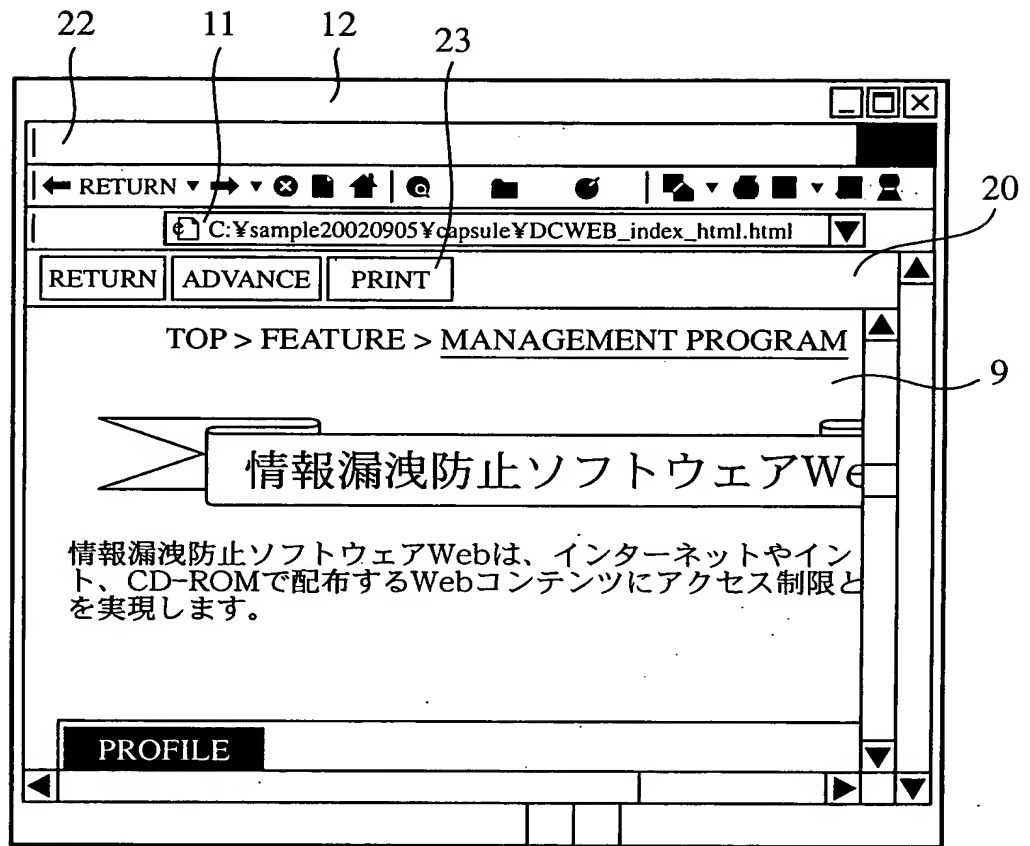 22 11 12 23
RETURN
20
C:¥sample20020905¥capsule¥DCWEB_index_html.html
RETURN ADVANCE PRINT
TOP > FEATURE > MANAGEMENT PROGRAM
9
情報漏洩防止ソフトウェアWe
情報漏洩防止ソフトウェアWebは、インターネットやイン
ト、CD-ROMで配布するWebコンテンツにアクセス制限と
を実現します。
PROFILE